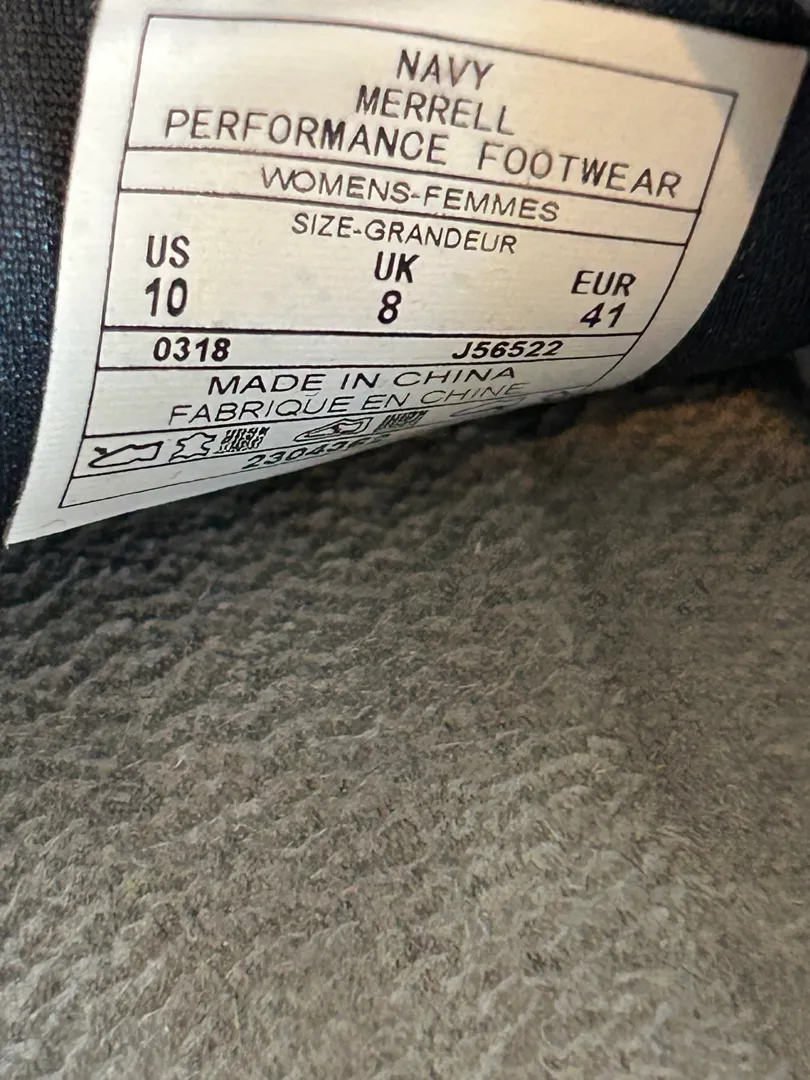 NAVY
MERRELL
PERFORMANCE FOOTWEAR
WOMENS-FEMMES
SIZE-GRANDEUR
US UK EUR
10 8 41
0318 J56522
MADE IN CHINA
FABRIQUE EN CHINE